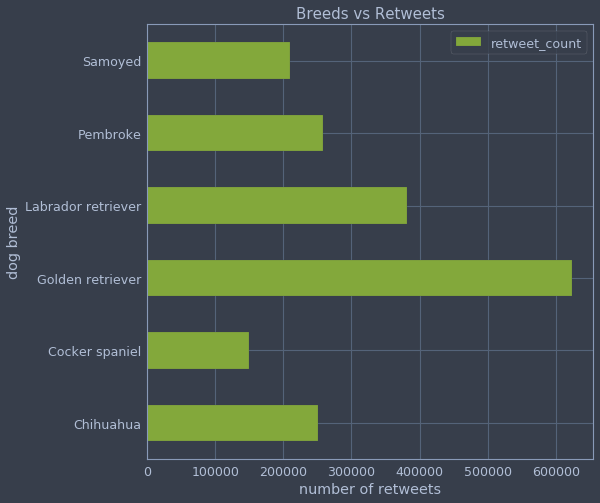 Breeds vs Retweets
retweet_count
dog breed
Samoyed
Pembroke
Labrador retriever
Golden retriever
Cocker spaniel
Chihuahua
0 100000 200000 300000 400000 500000 600000
number of retweets